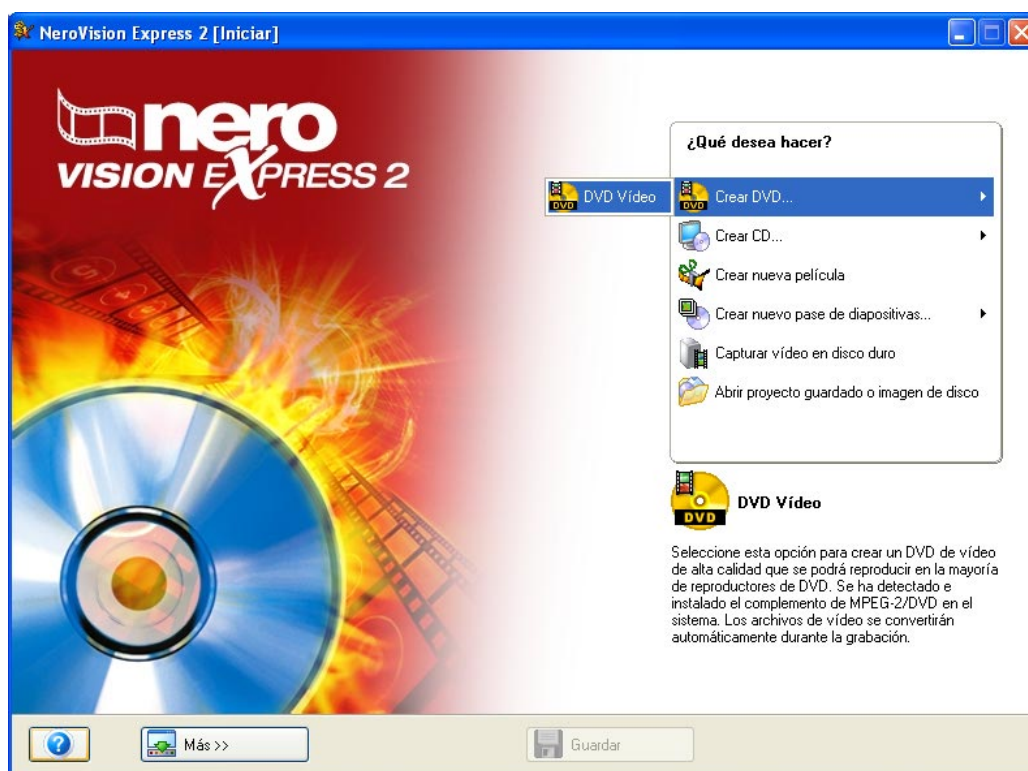 NeroVision Express 2 [Iniciar]
nero
VISION EXPRESS 2
¿Qué desea hacer?
DVD Vídeo
Crear DVD...
Crear CD...
Crear nueva película
Crear nuevo pase de diapositivas...
Capturar vídeo en disco duro
Abrir proyecto guardado o imagen de disco
DVD Vídeo
Seleccione esta opción para crear un DVD de vídeo
de alta calidad que se podrá reproducir en la mayoría
de reproductores de DVD. Se ha detectado e
instalado el complemento de MPEG-2/DVD en el
sistema. Los archivos de vídeo se convertirán
automáticamente durante la grabación.
Más >>
Guardar